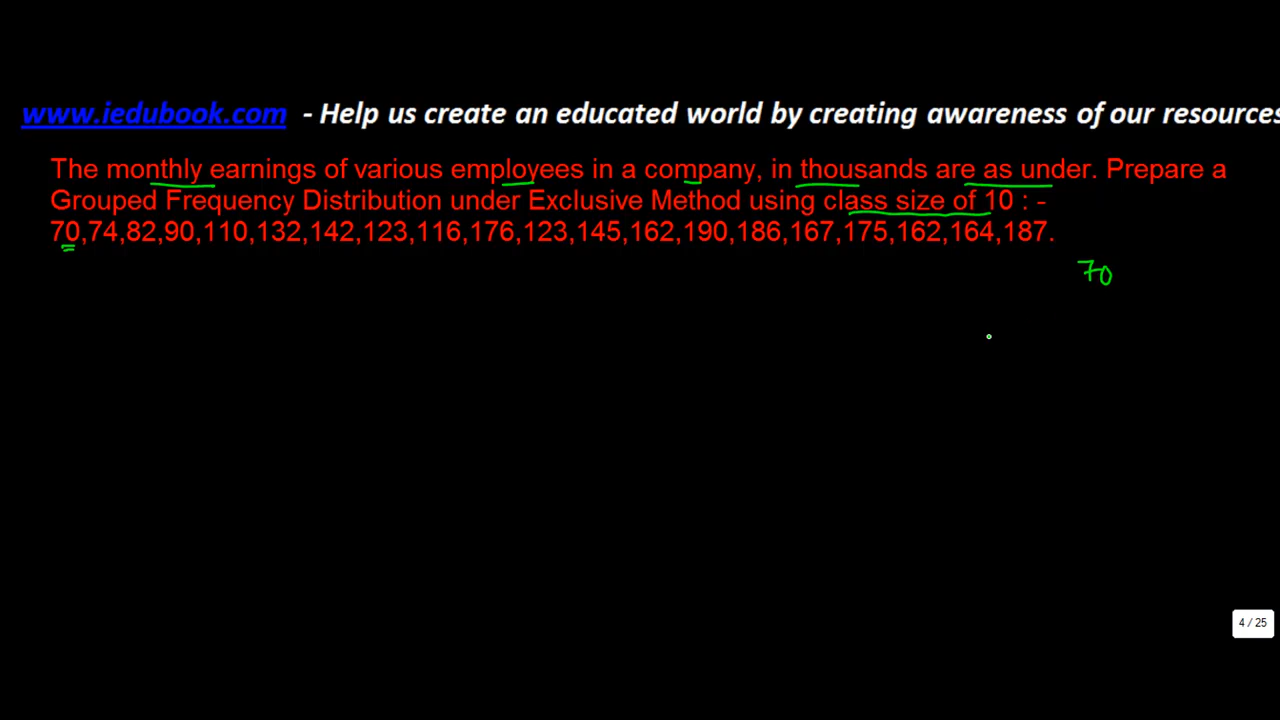 www.iedubook.com - Help us create an educated world by creating awareness of our resources
The monthly earnings of various employees in a company, in thousands are as under. Prepare a
Grouped Frequency Distribution under Exclusive Method using class size of 10 : -
70,74,82,90,110,132,142,123,116,176,123,145,162,190,186,167,175,162,164,187.
70
4 / 25